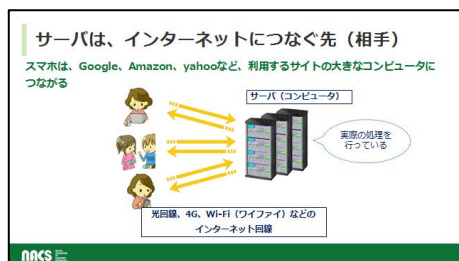 サーバは、インターネットにつなぐ先（相手）
スマホは、Google、Amazon、yahooなど、利用するサイトの大きなコンピュータに
つながる
サーバ（コンピュータ）
実際の処理を
行っている
光回線、4G、Wi-Fi（ワイファイ）などの
インターネット回線
NACS